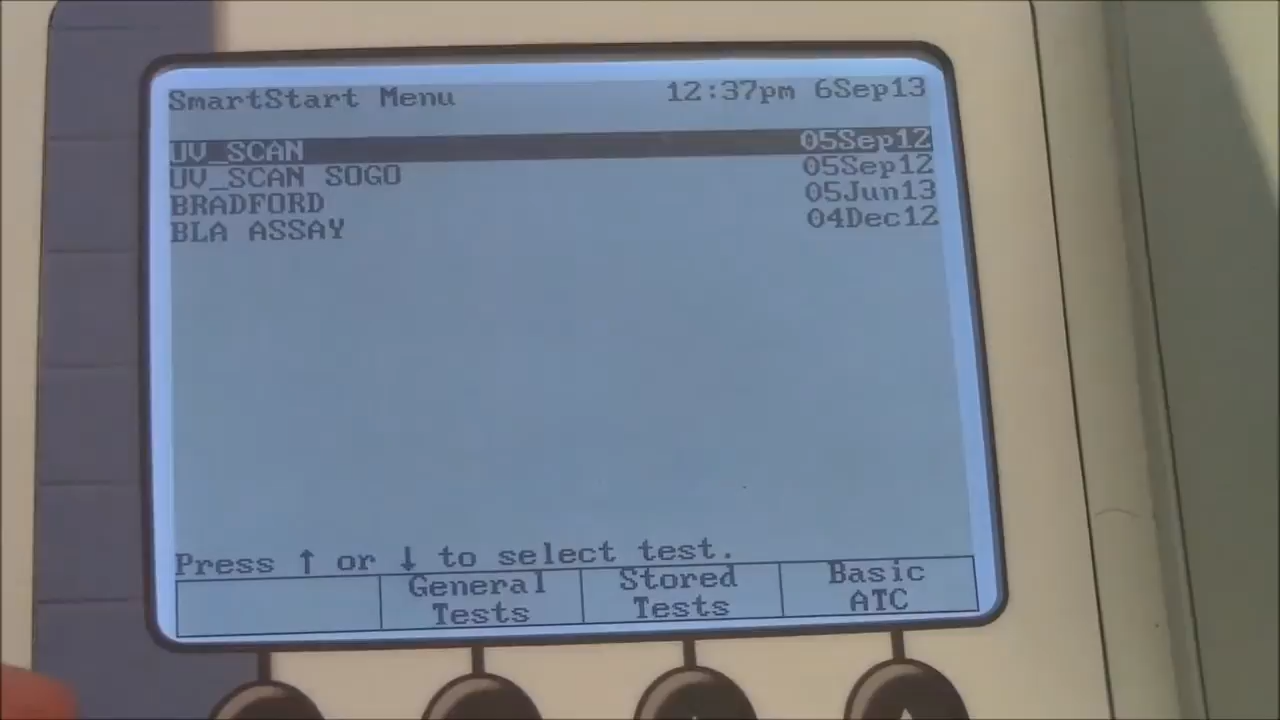 SmartStart Menu 12:37pm 6Sep13
UV_SCAN 05Sep12
UV_SCAN SOGO 05Sep12
BRADFORD 05Jun13
BLA ASSAY 04Dec12
Press ↑ or ↓ to select test.
General Tests
Stored Tests
Basic ATC